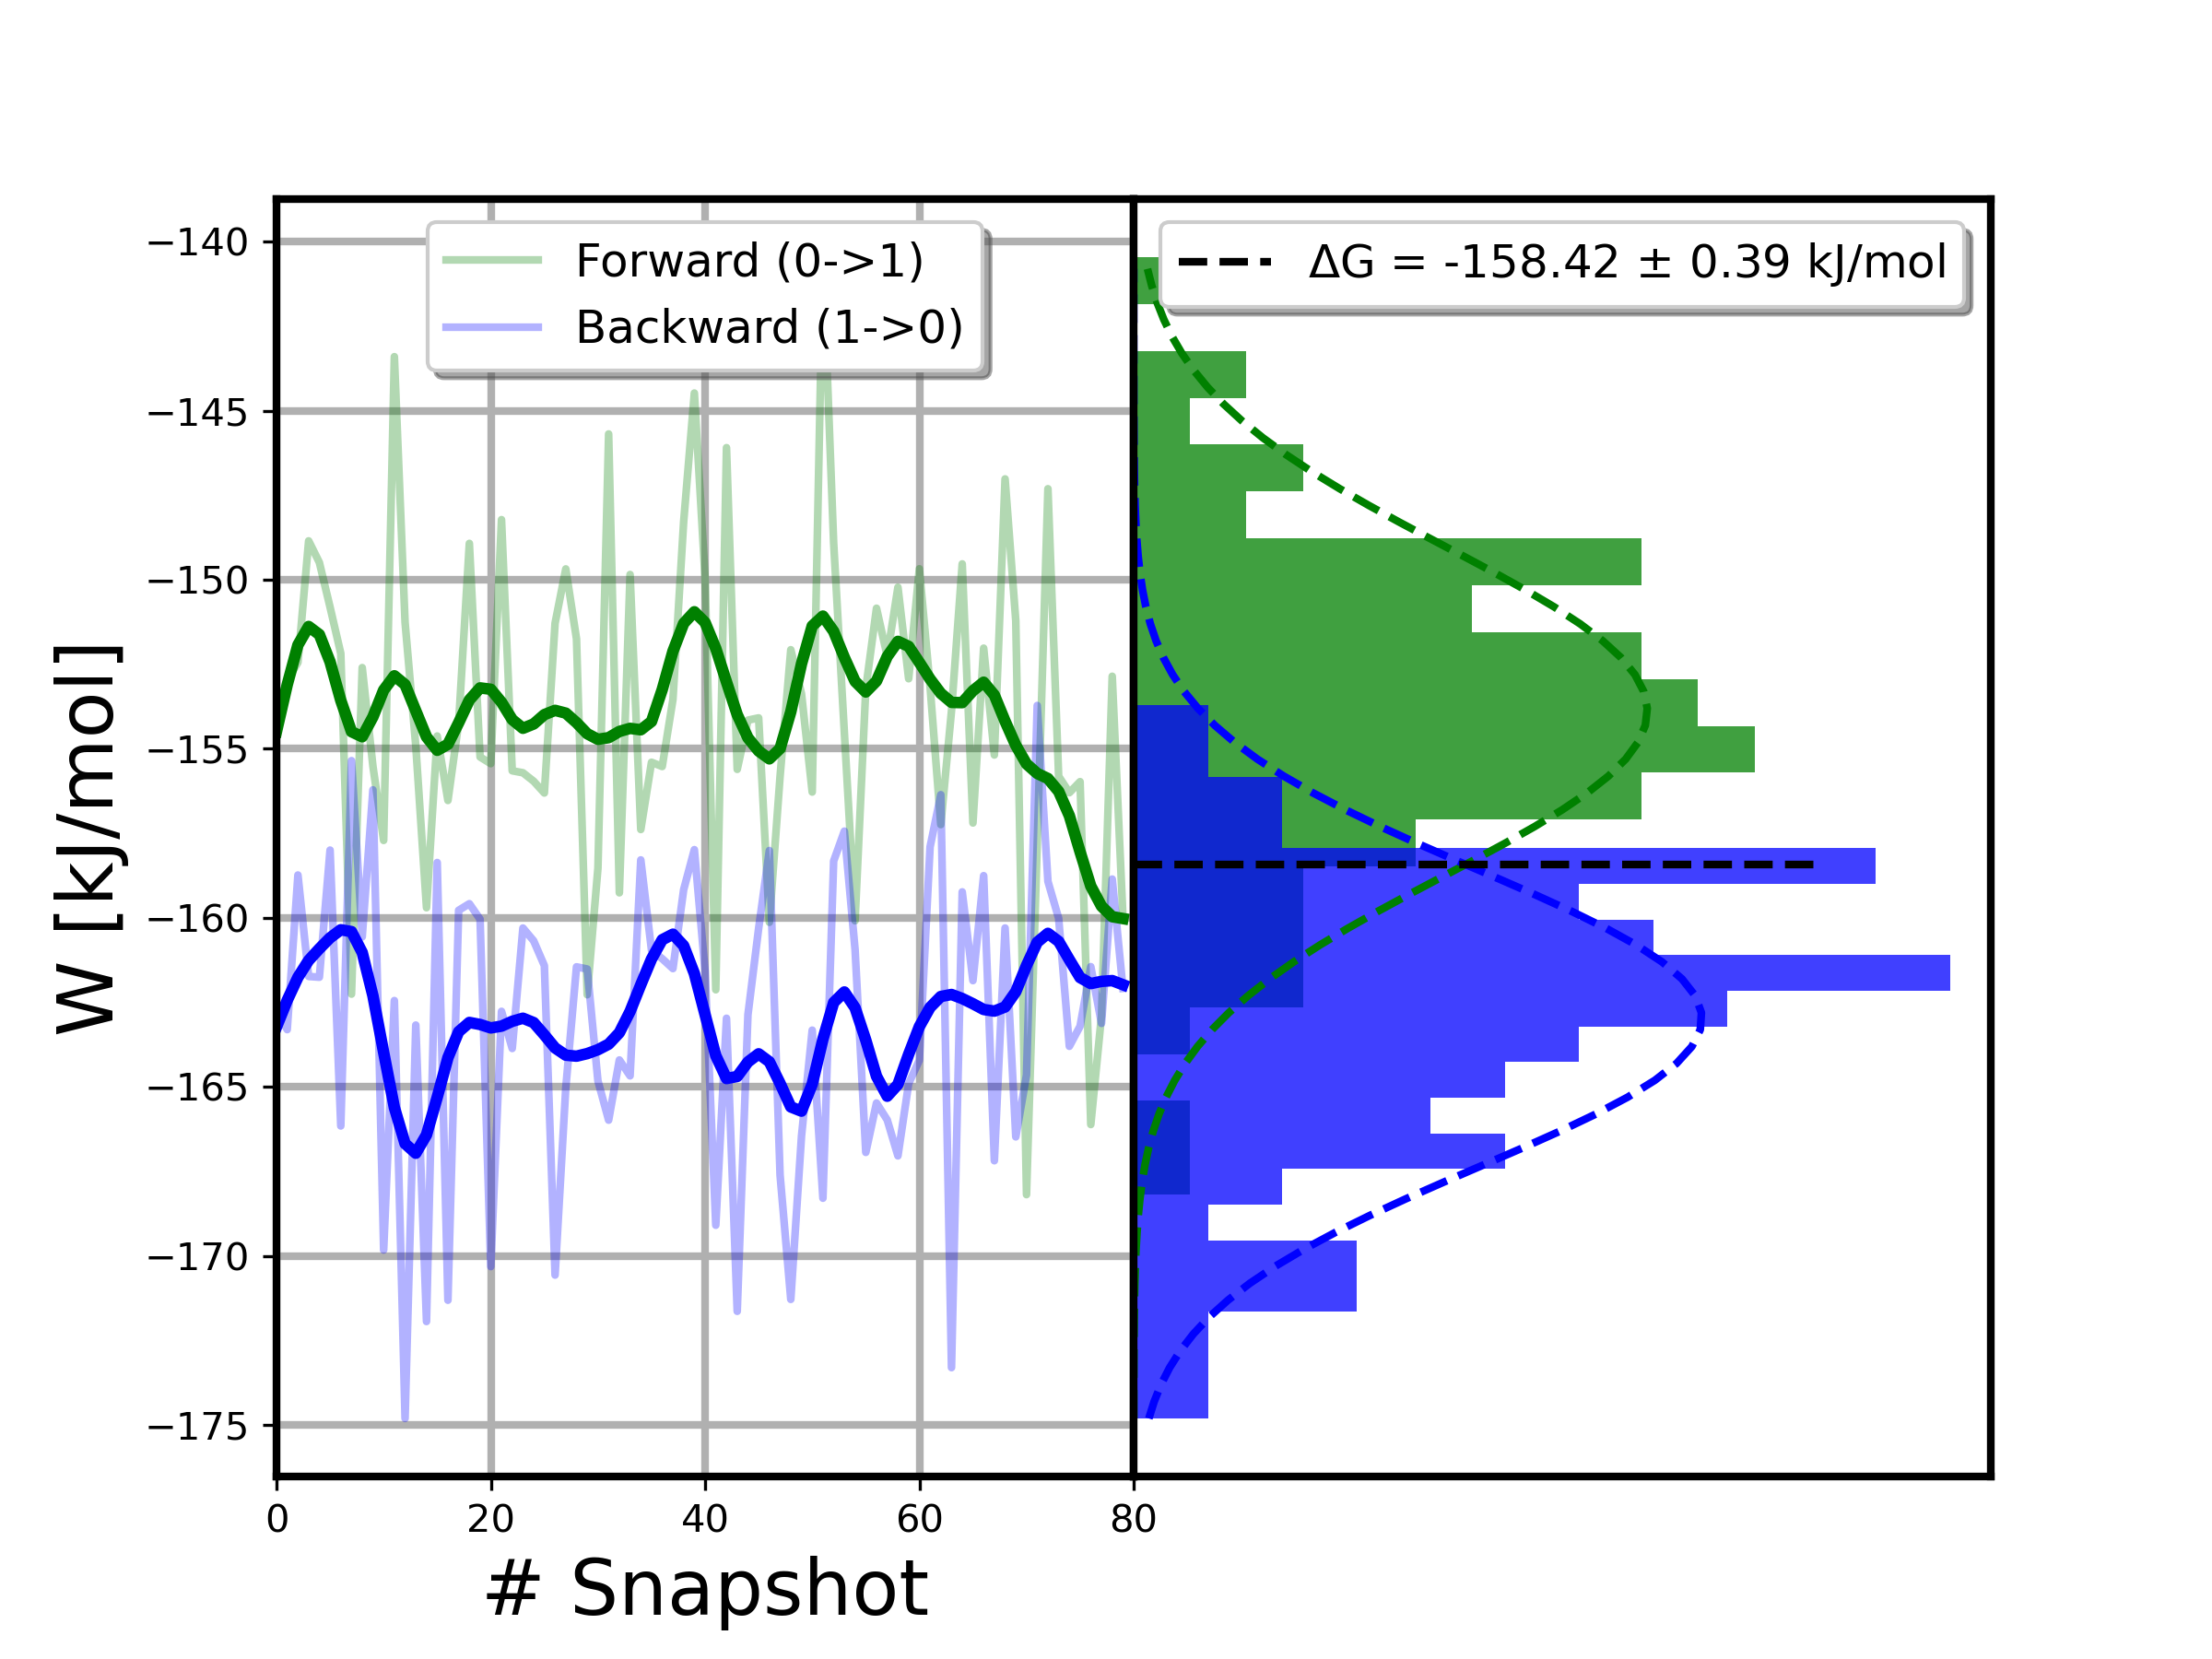 W [kJ/mol]
−140
−145
−150
−155
−160
−165
−170
−175
Forward (0->1)
Backward (1->0)
ΔG = -158.42 ± 0.39 kJ/mol
0 20 40 60 80
# Snapshot